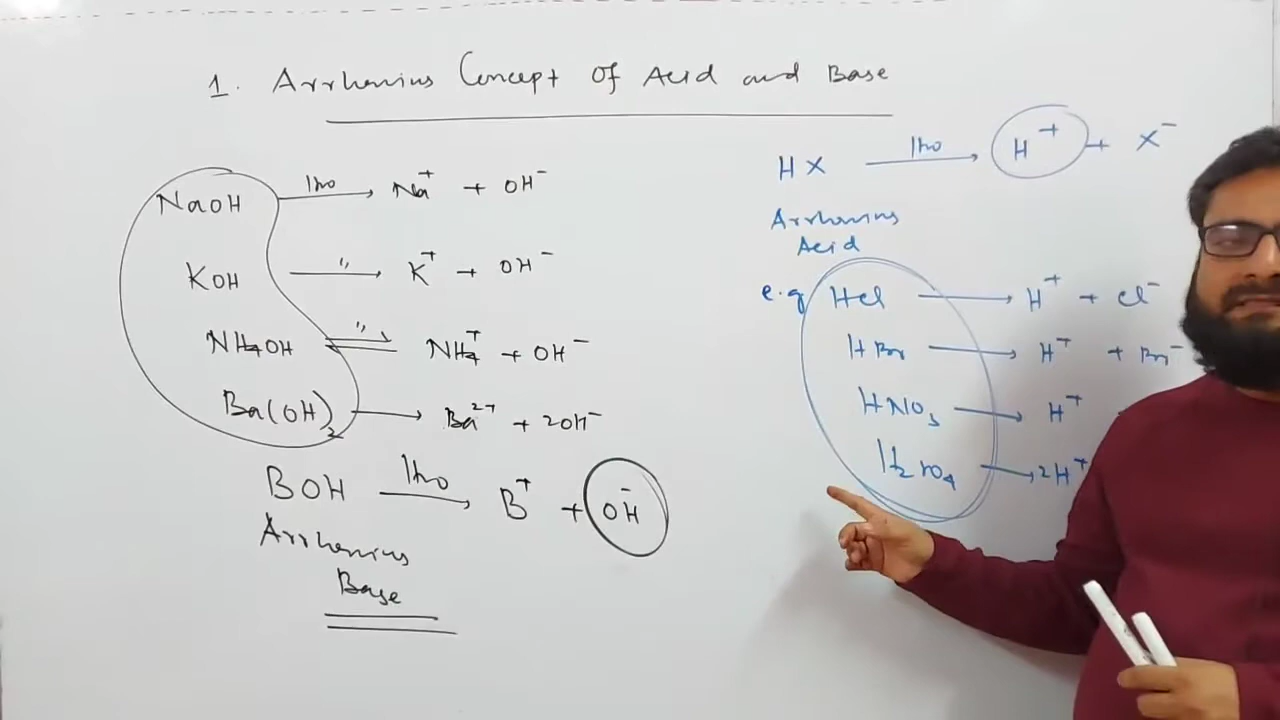 1. Arrhenius Concept of Acid and Base
NaOH H₂O → Na⁺ + OH⁻
KOH " → K⁺ + OH⁻
NH₄OH " ⇌ NH₄⁺ + OH⁻
Ba(OH)₂ → Ba²⁺ + 2OH⁻
BOH H₂O → B⁺ + OH⁻
Arrhenius
Base
HX H₂O → H⁺ + X⁻
Arrhenius
Acid
e.g HCl → H⁺ + Cl⁻
HBr → H⁺ + Br⁻
HNO₃ → H⁺
H₂SO₄ → 2H⁺